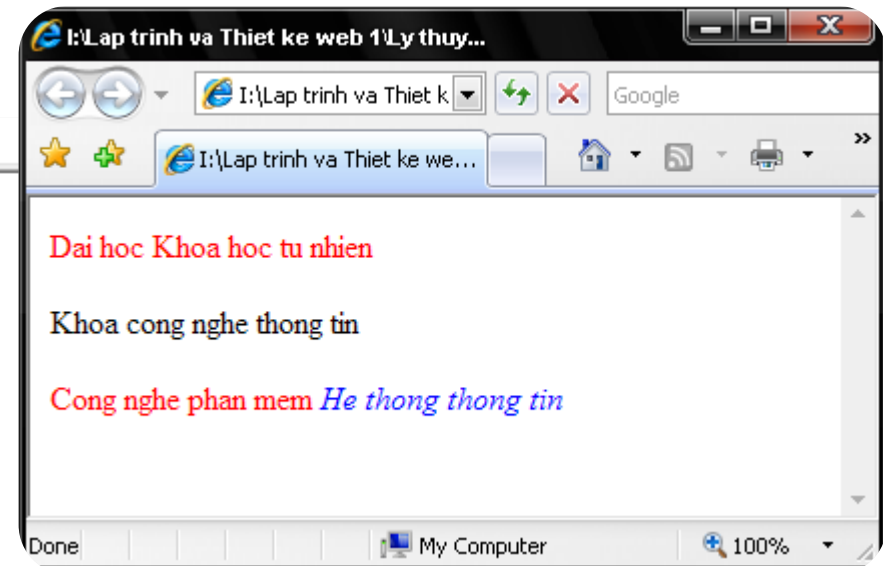 I:\Lap trinh va Thiet ke web 1\Ly thuy...
I:\Lap trinh va Thiet k
Google
I:\Lap trinh va Thiet ke we...
Dai hoc Khoa hoc tu nhien
Khoa cong nghe thong tin
Cong nghe phan mem He thong thong tin
Done
My Computer
100%